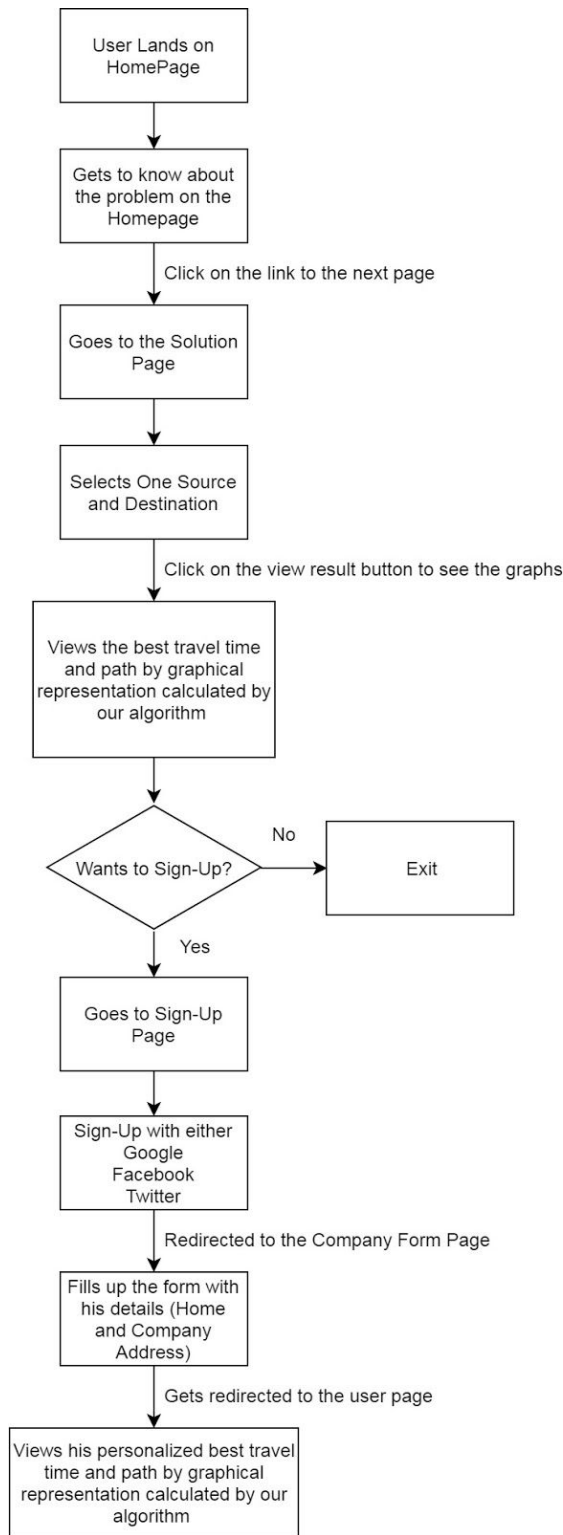 User Lands on
HomePage
Gets to know about
the problem on the
Homepage
Click on the link to the next page
Goes to the Solution
Page
Selects One Source
and Destination
Click on the view result button to see the graphs
Views the best travel time
and path by graphical
representation calculated by
our algorithm
Wants to Sign-Up?
No
Exit
Yes
Goes to Sign-Up
Page
Sign-Up with either
Google
Facebook
Twitter
Redirected to the Company Form Page
Fills up the form with
his details (Home
and Company
Address)
Gets redirected to the user page
Views his personalized best travel
time and path by graphical
representation calculated by our
algorithm